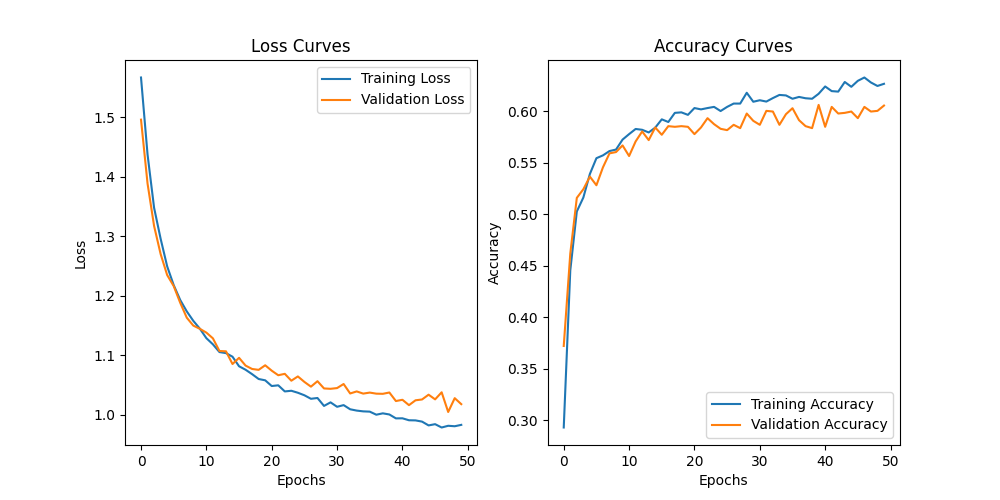 Loss Curves
Training Loss
Validation Loss
1.5
1.4
1.3
1.2
1.1
1.0
Loss
0 10 20 30 40 50
Epochs
Accuracy Curves
0.60
0.55
0.50
0.45
0.40
0.35
0.30
Accuracy
Training Accuracy
Validation Accuracy
0 10 20 30 40 50
Epochs